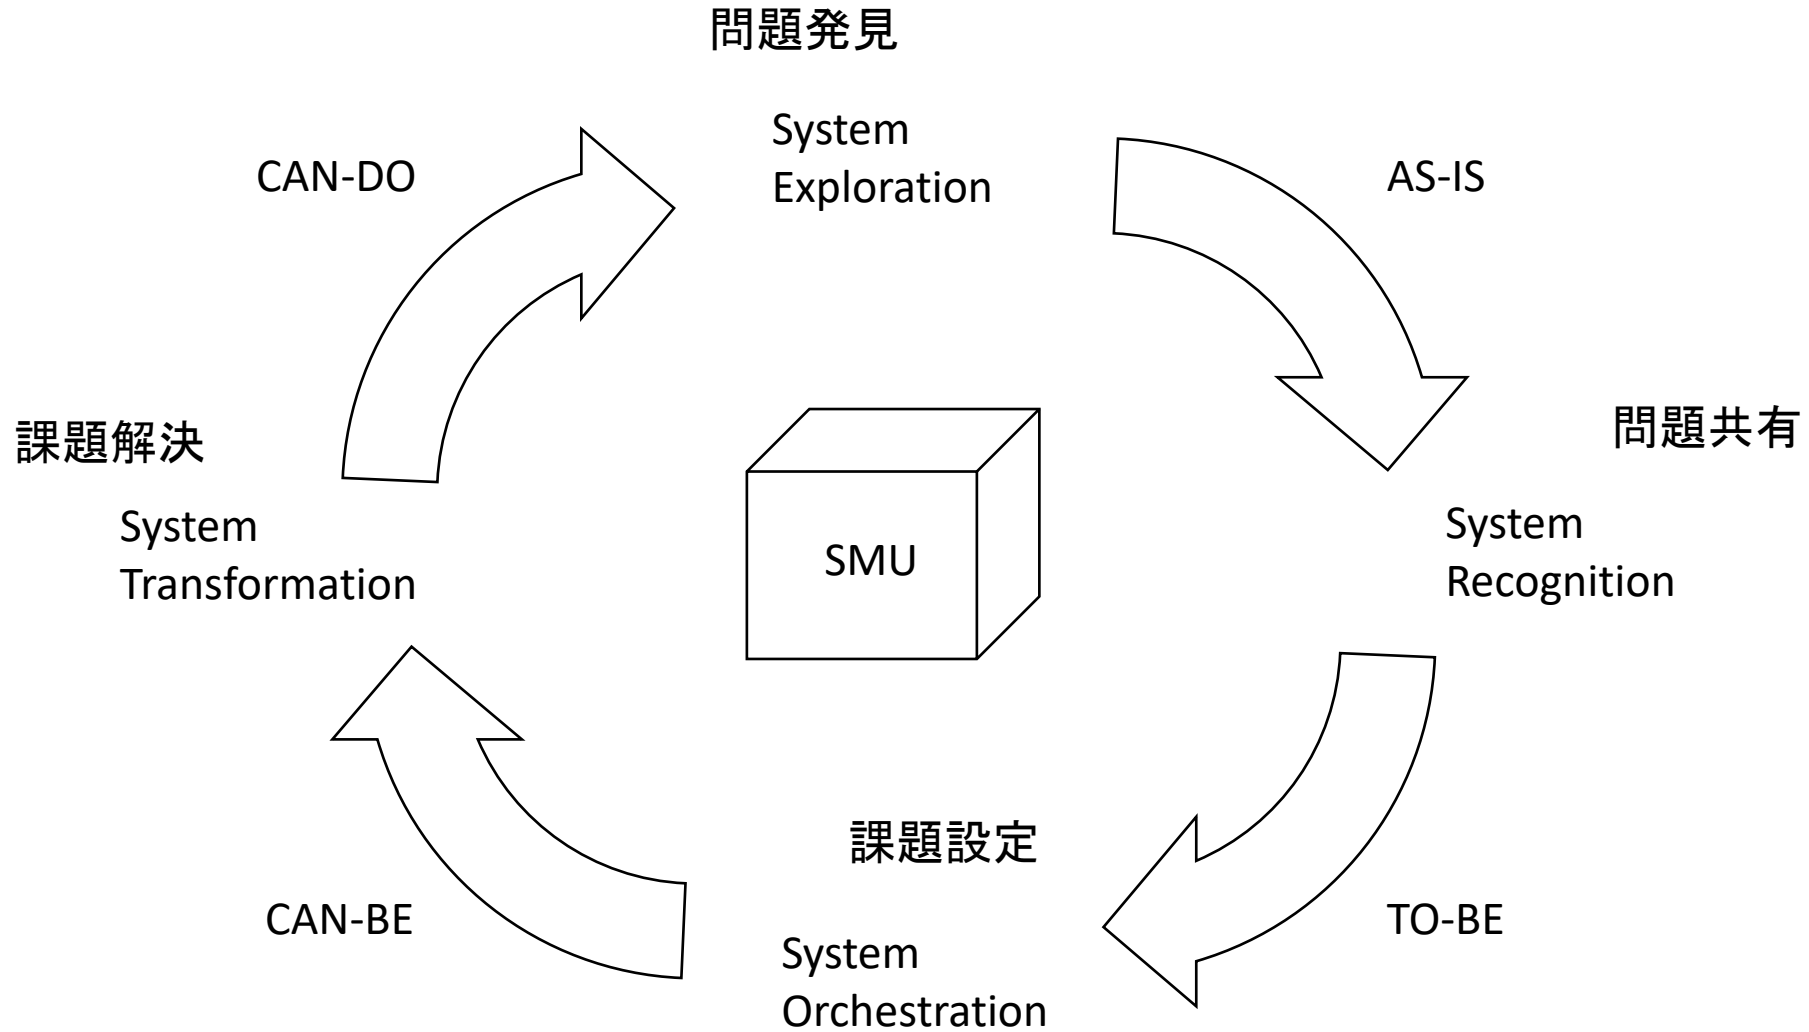 問題発見
System
Exploration
CAN-DO
AS-IS
課題解決
問題共有
System
Transformation
SMU
System
Recognition
課題設定
CAN-BE
TO-BE
System
Orchestration